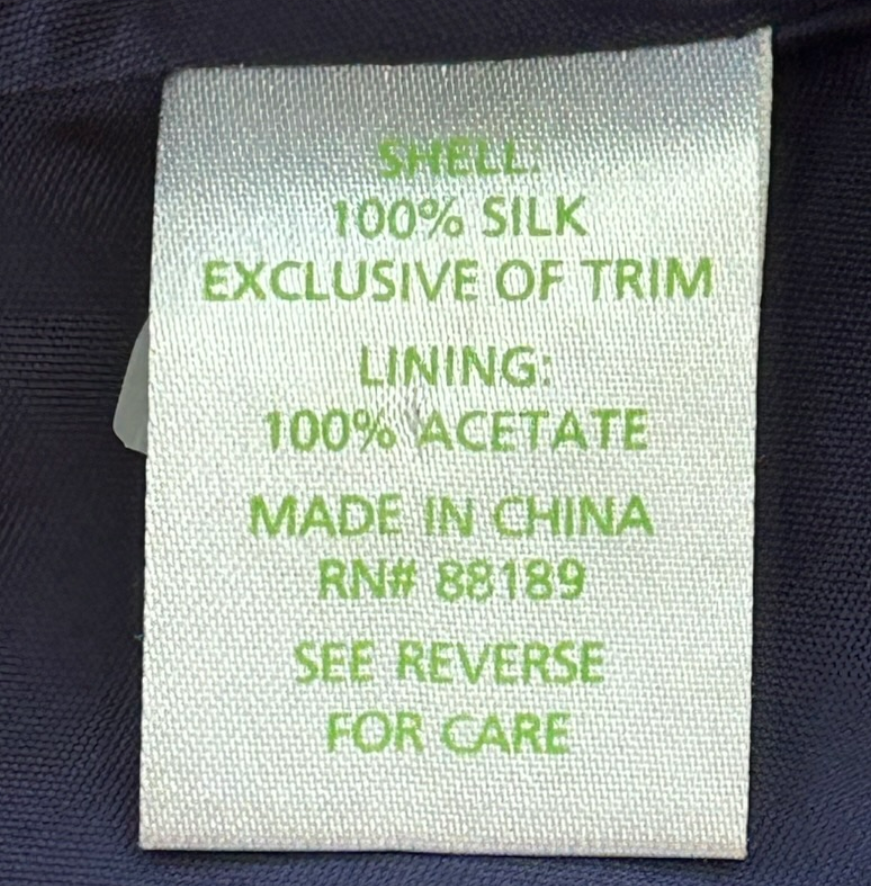 SHELL:
100% SILK
EXCLUSIVE OF TRIM
LINING:
100% ACETATE
MADE IN CHINA
RN# 88189
SEE REVERSE
FOR CARE